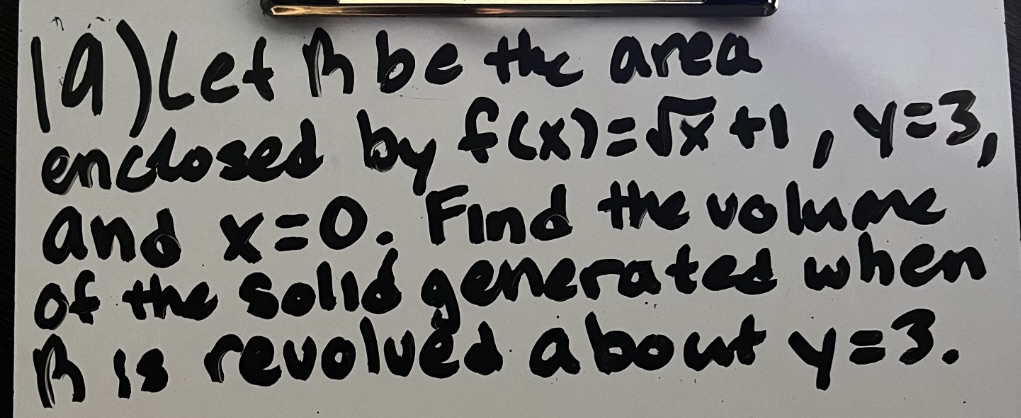 1a) Let R be the area
enclosed by f(x)=√x+1, y=3,
and x=0. Find the volume
of the solid generated when
R is revolved about y=3.